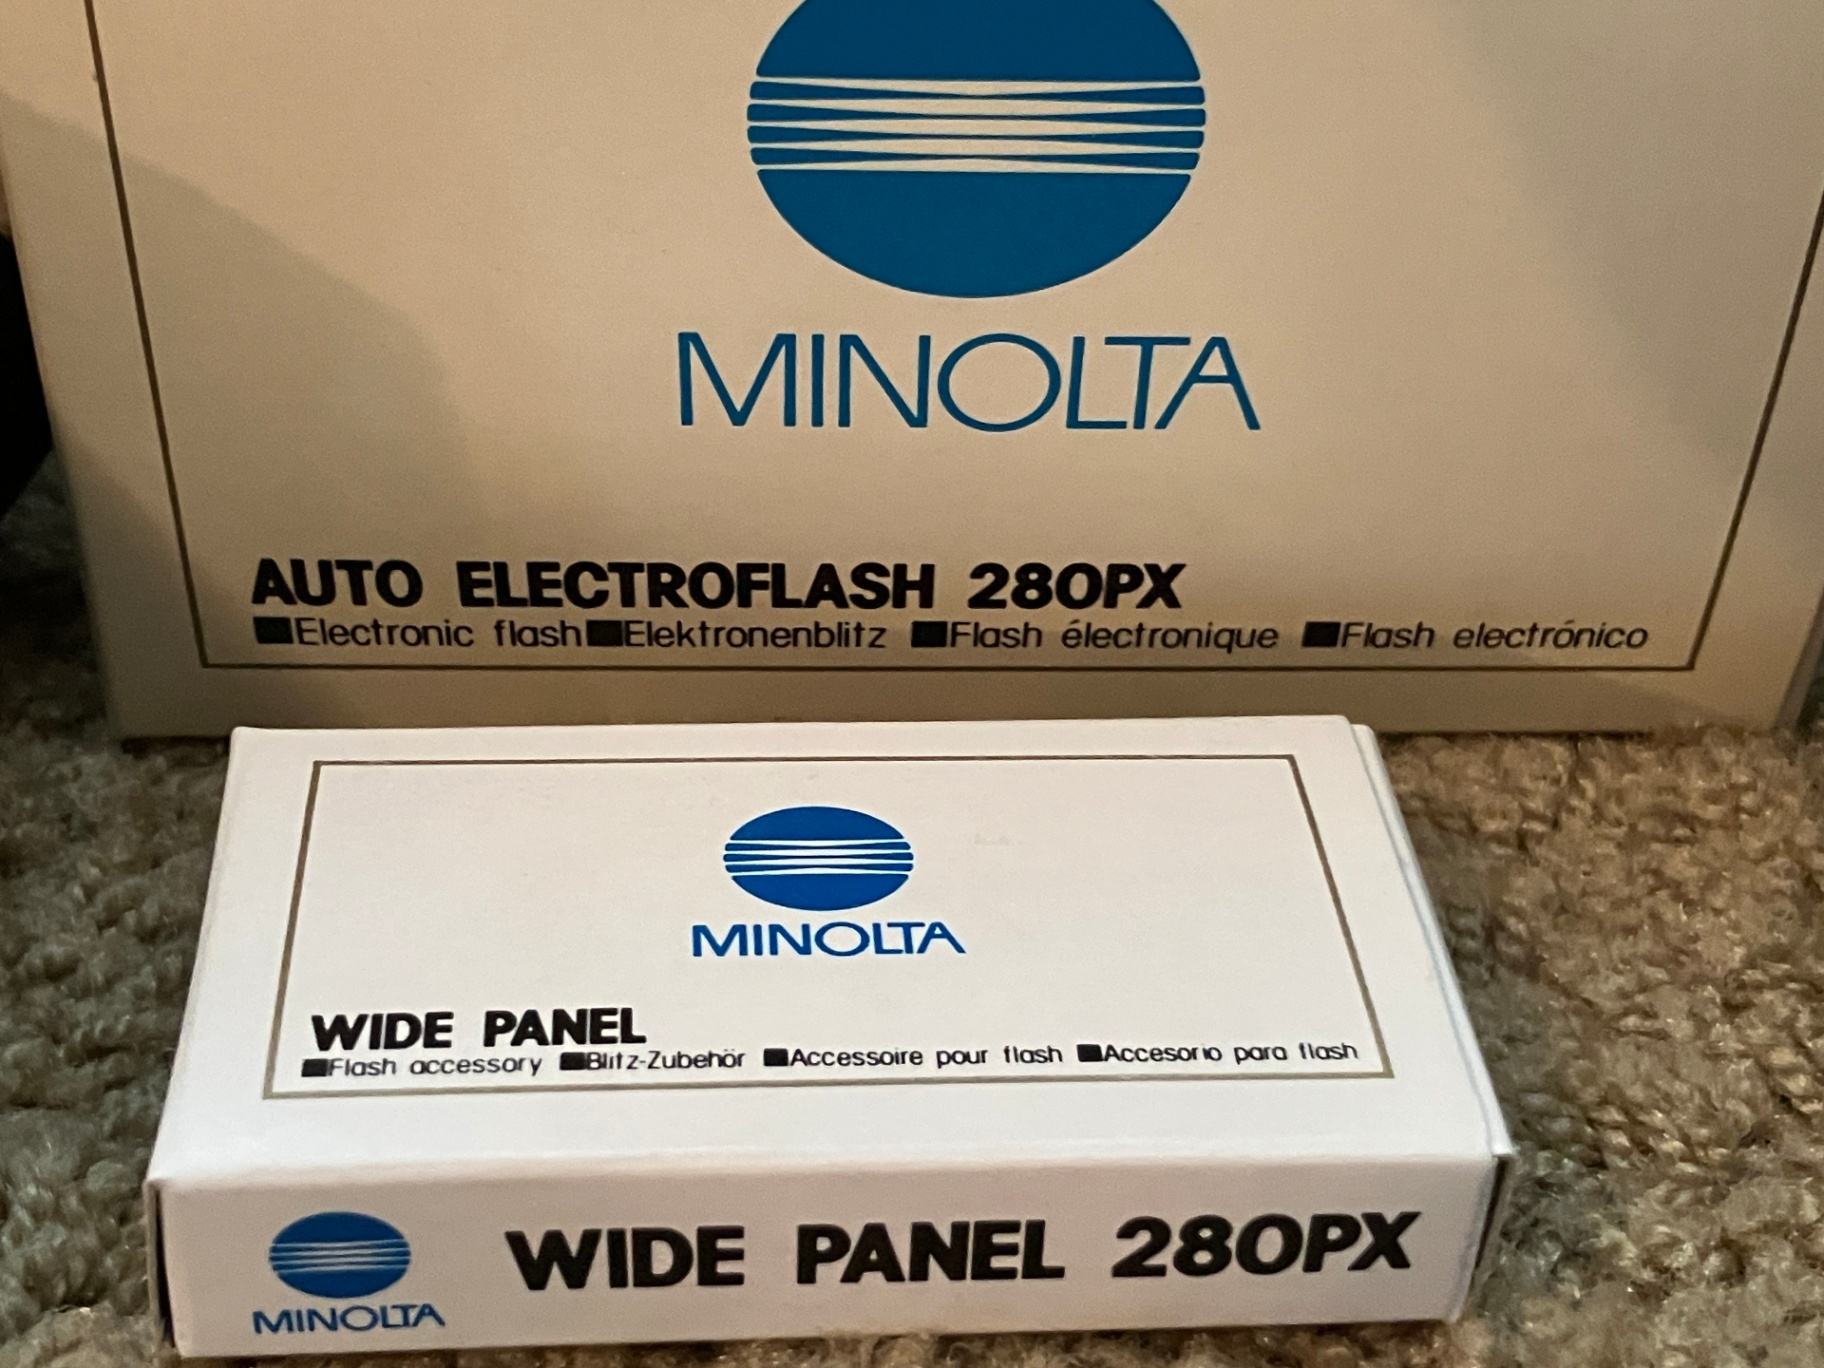 MINOLTA
AUTO ELECTROFLASH 280PX
■Electronic flash■Elektronenblitz ■Flash électronique ■Flash electrónico
MINOLTA
WIDE PANEL
■Flash accessory ■Blitz-Zubehör ■Accessoire pour flash ■Accesorio para flash
MINOLTA WIDE PANEL 280PX